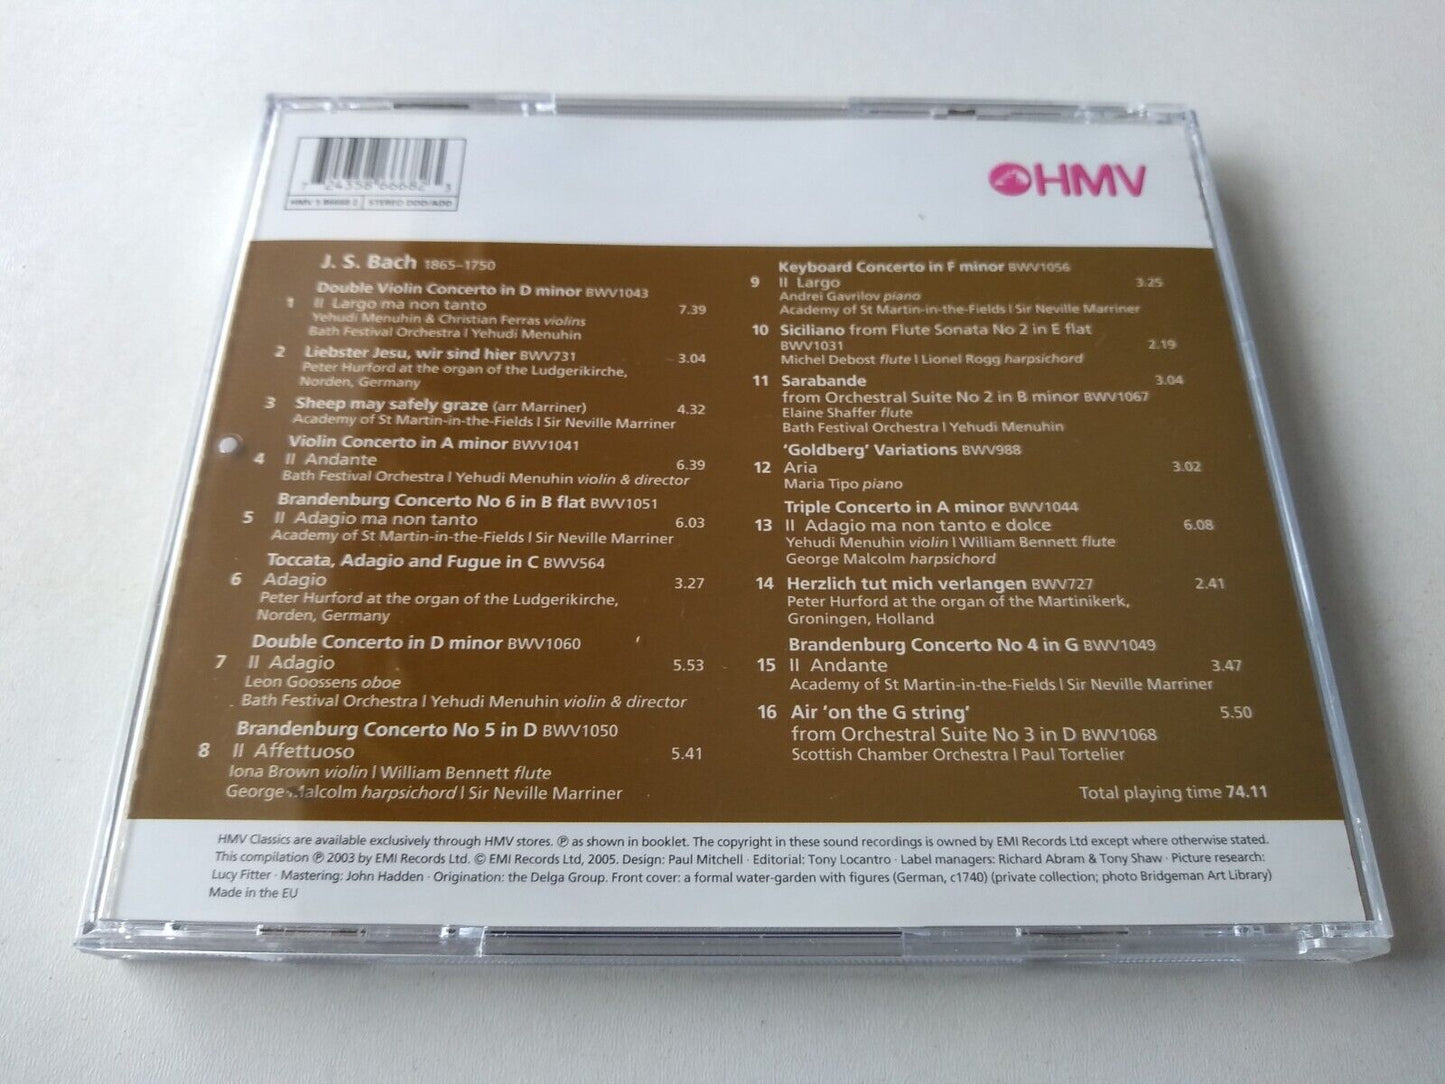 7 24358 66682 3
HMV 5 86668 2 STEREO DDD/ADD
HMV
J. S. Bach 1865–1750
Double Violin Concerto in D minor BWV1043
1 II Largo ma non tanto 7.39
Yehudi Menuhin & Christian Ferras violins
Bath Festival Orchestra | Yehudi Menuhin
2 Liebster Jesu, wir sind hier BWV731 3.04
Peter Hurford at the organ of the Ludgerikirche,
Norden, Germany
3 Sheep may safely graze (arr Marriner) 4.32
Academy of St Martin-in-the-Fields | Sir Neville Marriner
Violin Concerto in A minor BWV1041
4 II Andante 6.39
Bath Festival Orchestra | Yehudi Menuhin violin & director
Brandenburg Concerto No 6 in B flat BWV1051
5 II Adagio ma non tanto 6.03
Academy of St Martin-in-the-Fields | Sir Neville Marriner
Toccata, Adagio and Fugue in C BWV564
6 Adagio 3.27
Peter Hurford at the organ of the Ludgerikirche,
Norden, Germany
Double Concerto in D minor BWV1060
7 II Adagio 5.53
Leon Goossens oboe
Bath Festival Orchestra | Yehudi Menuhin violin & director
Brandenburg Concerto No 5 in D BWV1050
8 II Affettuoso 5.41
Iona Brown violin | William Bennett flute
George Malcolm harpsichord | Sir Neville Marriner
Keyboard Concerto in F minor BWV1056
9 II Largo 3.25
Andrei Gavrilov piano
Academy of St Martin-in-the-Fields | Sir Neville Marriner
10 Siciliano from Flute Sonata No 2 in E flat
BWV1031 2.19
Michel Debost flute | Lionel Rogg harpsichord
11 Sarabande 3.04
from Orchestral Suite No 2 in B minor BWV1067
Elaine Shaffer flute
Bath Festival Orchestra | Yehudi Menuhin
‘Goldberg’ Variations BWV988
12 Aria 3.02
Maria Tipo piano
Triple Concerto in A minor BWV1044
13 II Adagio ma non tanto e dolce 6.08
Yehudi Menuhin violin | William Bennett flute
George Malcolm harpsichord
14 Herzlich tut mich verlangen BWV727 2.41
Peter Hurford at the organ of the Martinikerk,
Groningen, Holland
Brandenburg Concerto No 4 in G BWV1049
15 II Andante 3.47
Academy of St Martin-in-the-Fields | Sir Neville Marriner
16 Air ‘on the G string’ 5.50
from Orchestral Suite No 3 in D BWV1068
Scottish Chamber Orchestra | Paul Tortelier
Total playing time 74.11
HMV Classics are available exclusively through HMV stores. ℗ as shown in booklet. The copyright in these sound recordings is owned by EMI Records Ltd except where otherwise stated.
This compilation ℗ 2003 by EMI Records Ltd. © EMI Records Ltd, 2005. Design: Paul Mitchell · Editorial: Tony Locantro · Label managers: Richard Abram & Tony Shaw · Picture research:
Lucy Fitter · Mastering: John Hadden · Origination: the Delga Group. Front cover: a formal water-garden with figures (German, c1740) (private collection; photo Bridgeman Art Library)
Made in the EU